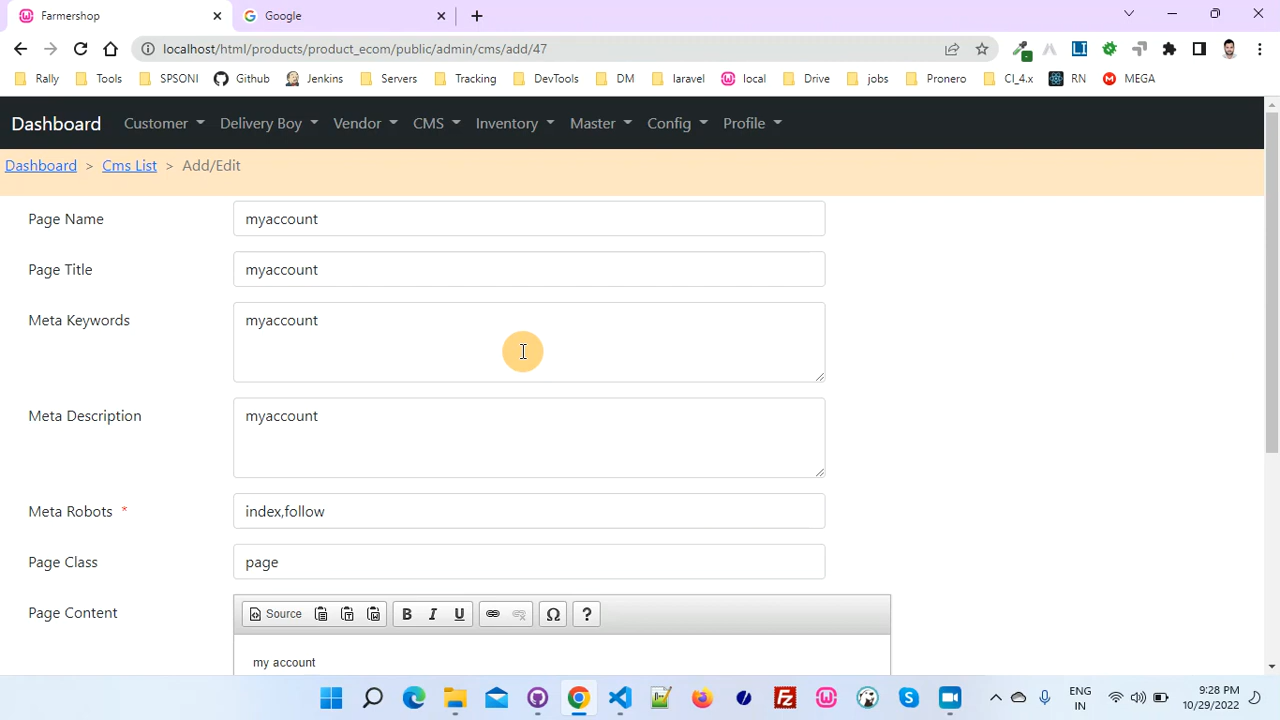 Farmershop
Google
localhost/html/products/product_ecom/public/admin/cms/add/47
Rally Tools SPSONI Github Jenkins Servers Tracking DevTools DM laravel local Drive jobs Pronero CI_4.x RN MEGA
Dashboard Customer Delivery Boy Vendor CMS Inventory Master Config Profile
Dashboard > Cms List > Add/Edit
Page Name myaccount
Page Title myaccount
Meta Keywords myaccount
Meta Description myaccount
Meta Robots * index,follow
Page Class page
Page Content Source B I U Ω ?
my account
ENG 9:28 PM
IN 10/29/2022